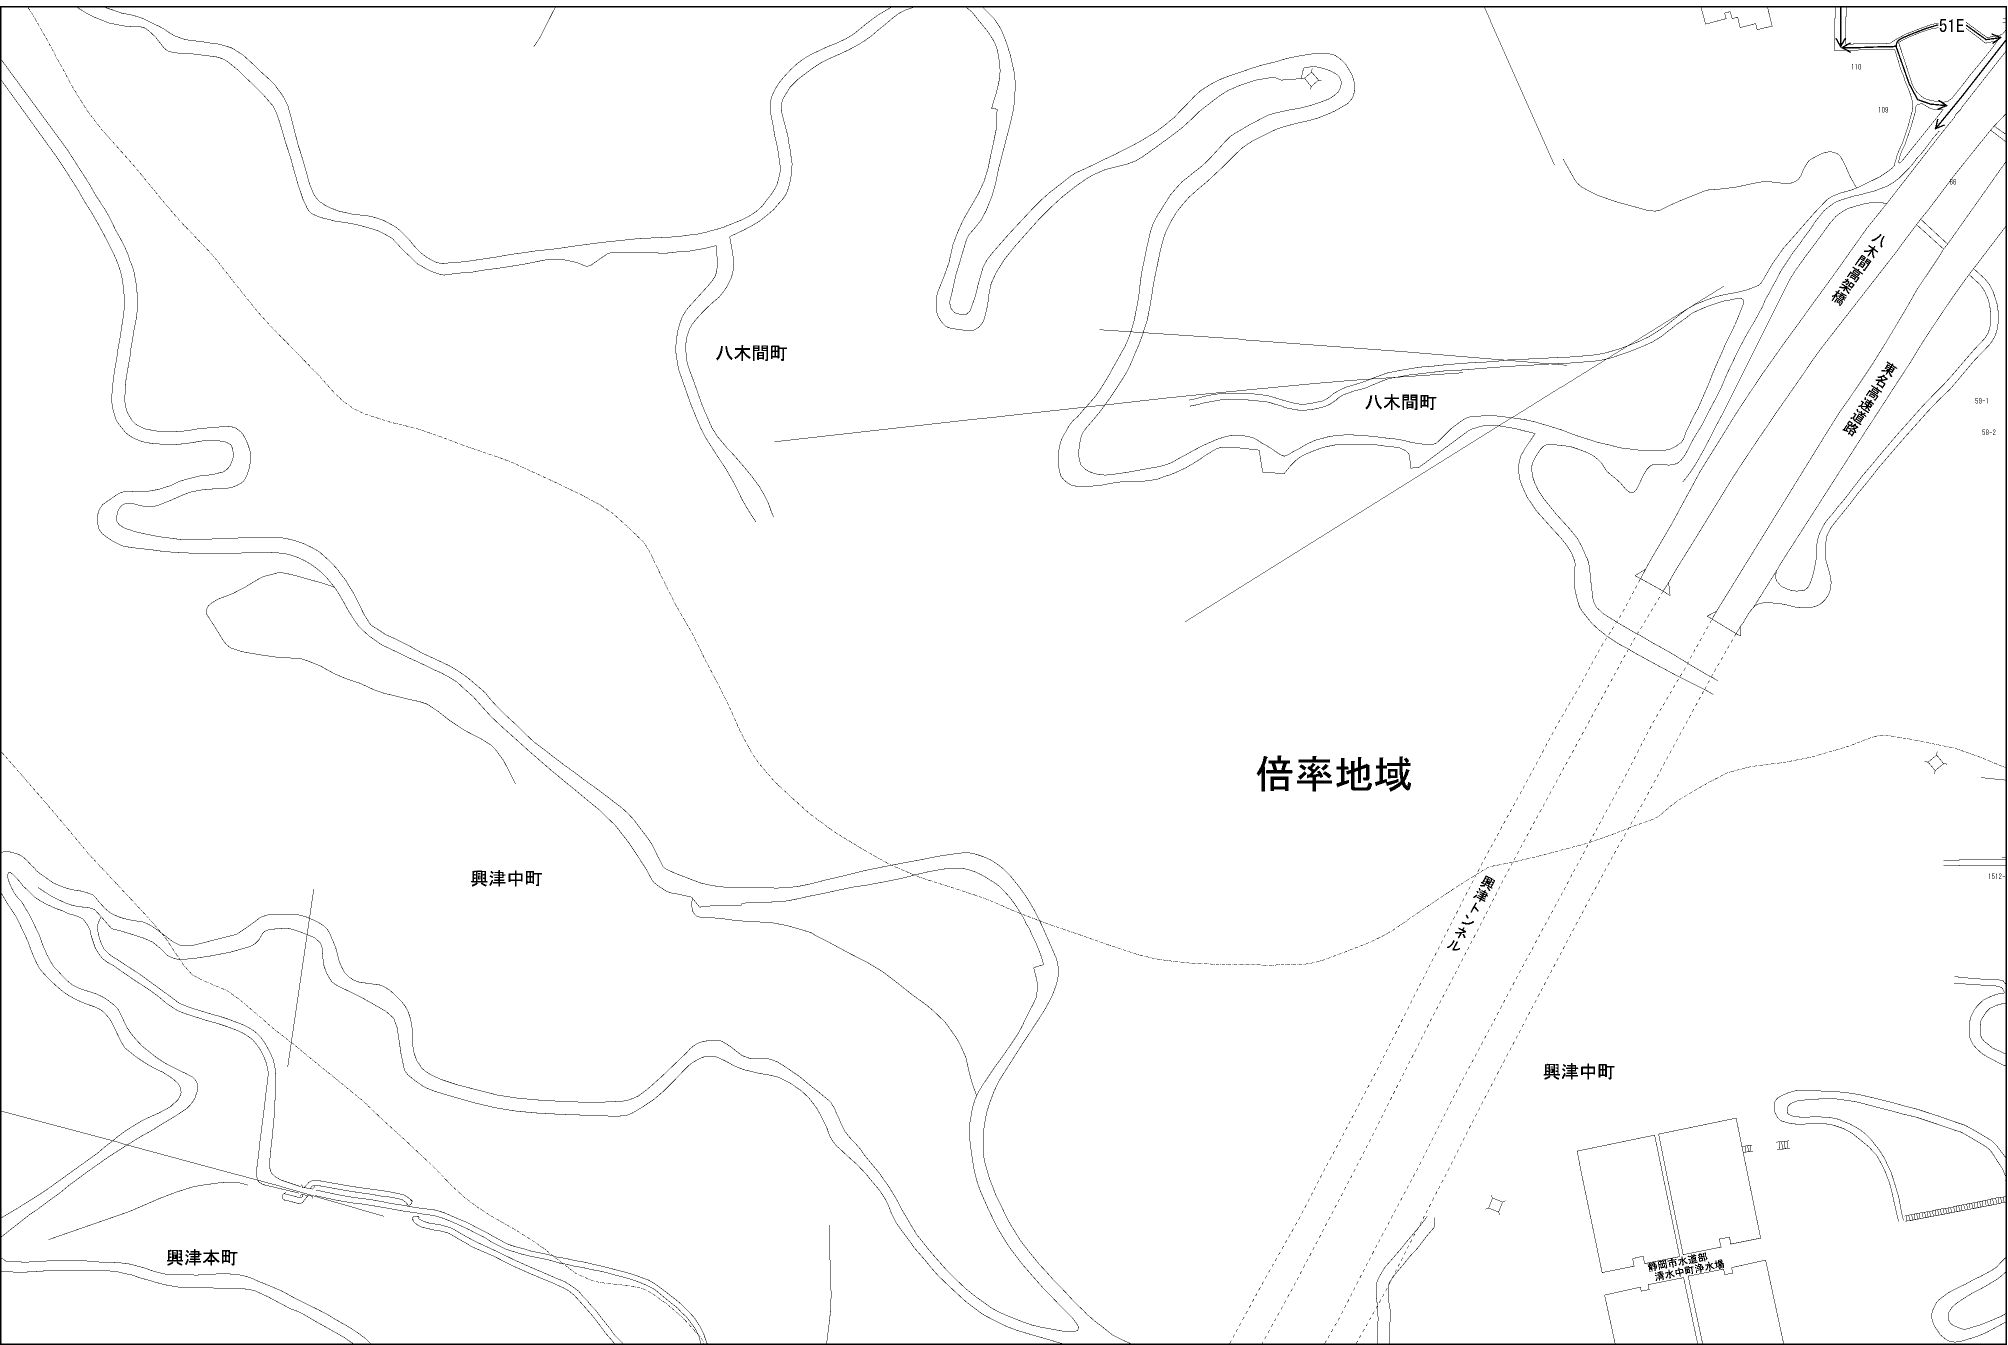 51E
110
109
66
八木間高架橋
八木間町
東名高速道路
八木間町
59-1
58-2
倍率地域
興津中町
興津トンネル
1512-
興津中町
興津本町
静岡市水道部
清水中町浄水場